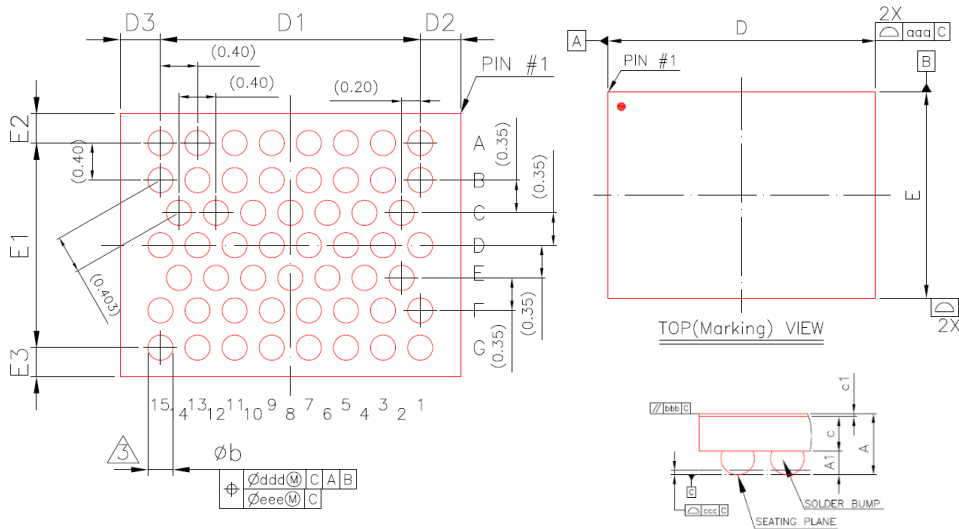 D3
D1
D2
(0.40)
(0.40)
(0.20)
PIN #1
E2
E1
E3
(0.40)
(0.403)
A
B
C
D
E
F
G
(0.35)
(0.35)
(0.35)
(0.35)
15
14
13
12
11
10
9
8
7
6
5
4
3
2
1
3
Øb
Ødddⓜ C A B
Øeeeⓜ C
A
D
2X
aaa C
PIN #1
B
E
2X
TOP(Marking) VIEW
// bbb C
c1
c
A1
A
C
ccc C
SOLDER BUMP
SEATING PLANE